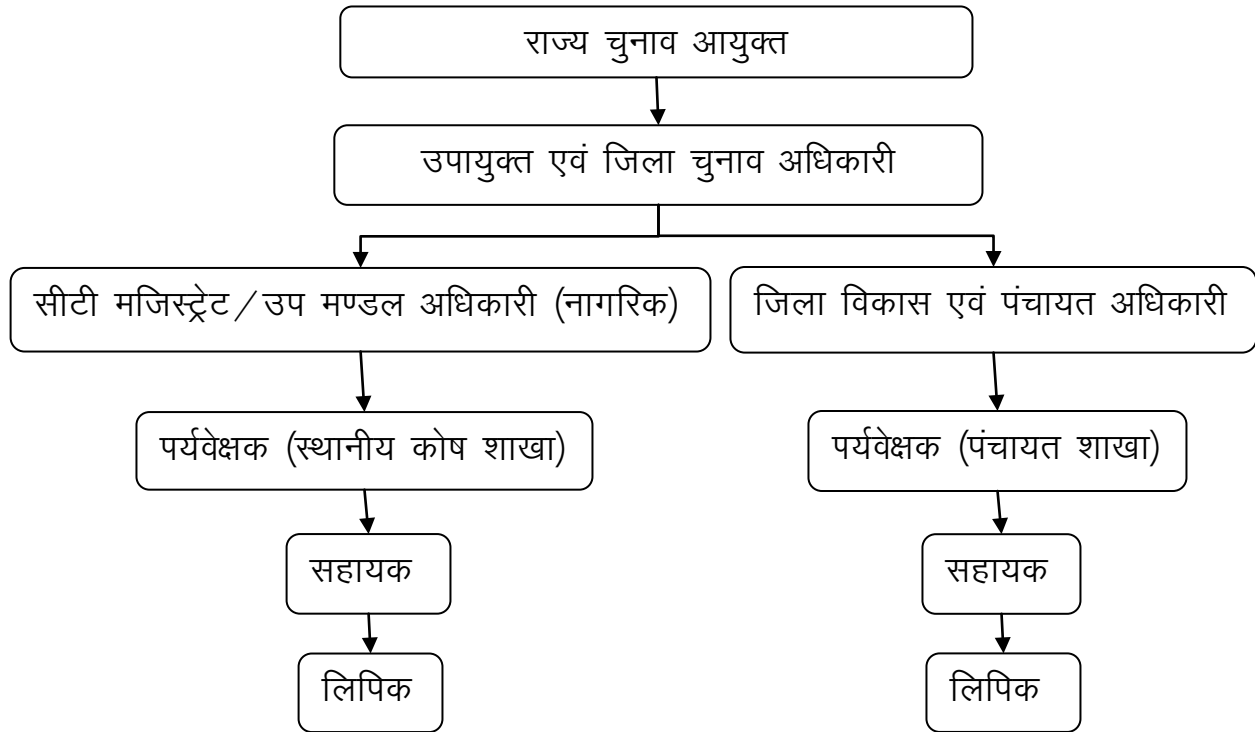 राज्य चुनाव आयुक्त
उपायुक्त एवं जिला चुनाव अधिकारी
सीटी मजिस्ट्रेट/उप मण्डल अधिकारी (नागरिक)
जिला विकास एवं पंचायत अधिकारी
पर्यवेक्षक (स्थानीय कोष शाखा)
पर्यवेक्षक (पंचायत शाखा)
सहायक
सहायक
लिपिक
लिपिक